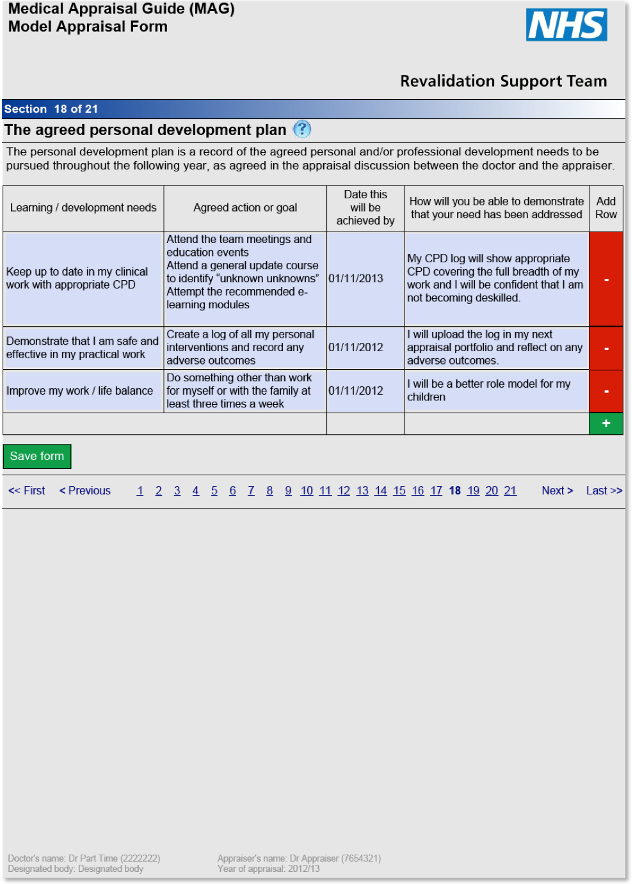 Medical Appraisal Guide (MAG)
Model Appraisal Form
NHS
Revalidation Support Team
Section 18 of 21
The agreed personal development plan ?
The personal development plan is a record of the agreed personal and/or professional development needs to be
pursued throughout the following year, as agreed in the appraisal discussion between the doctor and the appraiser.
Learning / development needs
Agreed action or goal
Date this
will be
achieved by
How will you be able to demonstrate
that your need has been addressed
Add
Row
Keep up to date in my clinical
work with appropriate CPD
Attend the team meetings and
education events
Attend a general update course
to identify "unknown unknowns"
Attempt the recommended e-
learning modules
01/11/2013
My CPD log will show appropriate
CPD covering the full breadth of my
work and I will be confident that I am
not becoming deskilled.
-
Demonstrate that I am safe and
effective in my practical work
Create a log of all my personal
interventions and record any
adverse outcomes
01/11/2012
I will upload the log in my next
appraisal portfolio and reflect on any
adverse outcomes.
-
Improve my work / life balance
Do something other than work
for myself or with the family at
least three times a week
01/11/2012
I will be a better role model for my
children
-
+
Save form
<< First < Previous 1 2 3 4 5 6 7 8 9 10 11 12 13 14 15 16 17 18 19 20 21 Next > Last >>
Doctor's name: Dr Part Time (2222222)
Designated body: Designated body
Appraiser's name: Dr Appraiser (7654321)
Year of appraisal: 2012/13